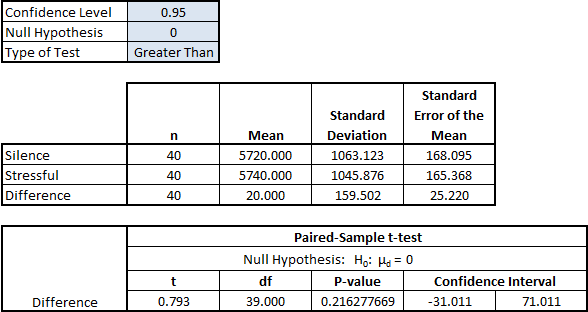 Confidence Level 0.95
Null Hypothesis 0
Type of Test Greater Than
n Mean Standard Deviation Standard Error of the Mean
Silence 40 5720.000 1063.123 168.095
Stressful 40 5740.000 1045.876 165.368
Difference 40 20.000 159.502 25.220
Paired-Sample t-test
Null Hypothesis: H₀: μd = 0
t df P-value Confidence Interval
Difference 0.793 39.000 0.216277669 -31.011 71.011